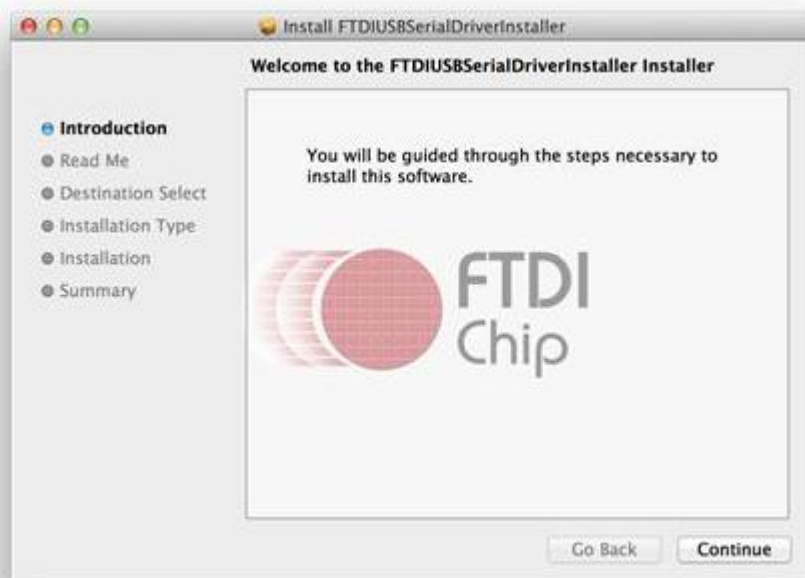 Install FTDIUSBSerialDriverInstaller
Welcome to the FTDIUSBSerialDriverInstaller Installer
Introduction
Read Me
Destination Select
Installation Type
Installation
Summary
You will be guided through the steps necessary to
install this software.
FTDI
Chip
Go Back
Continue